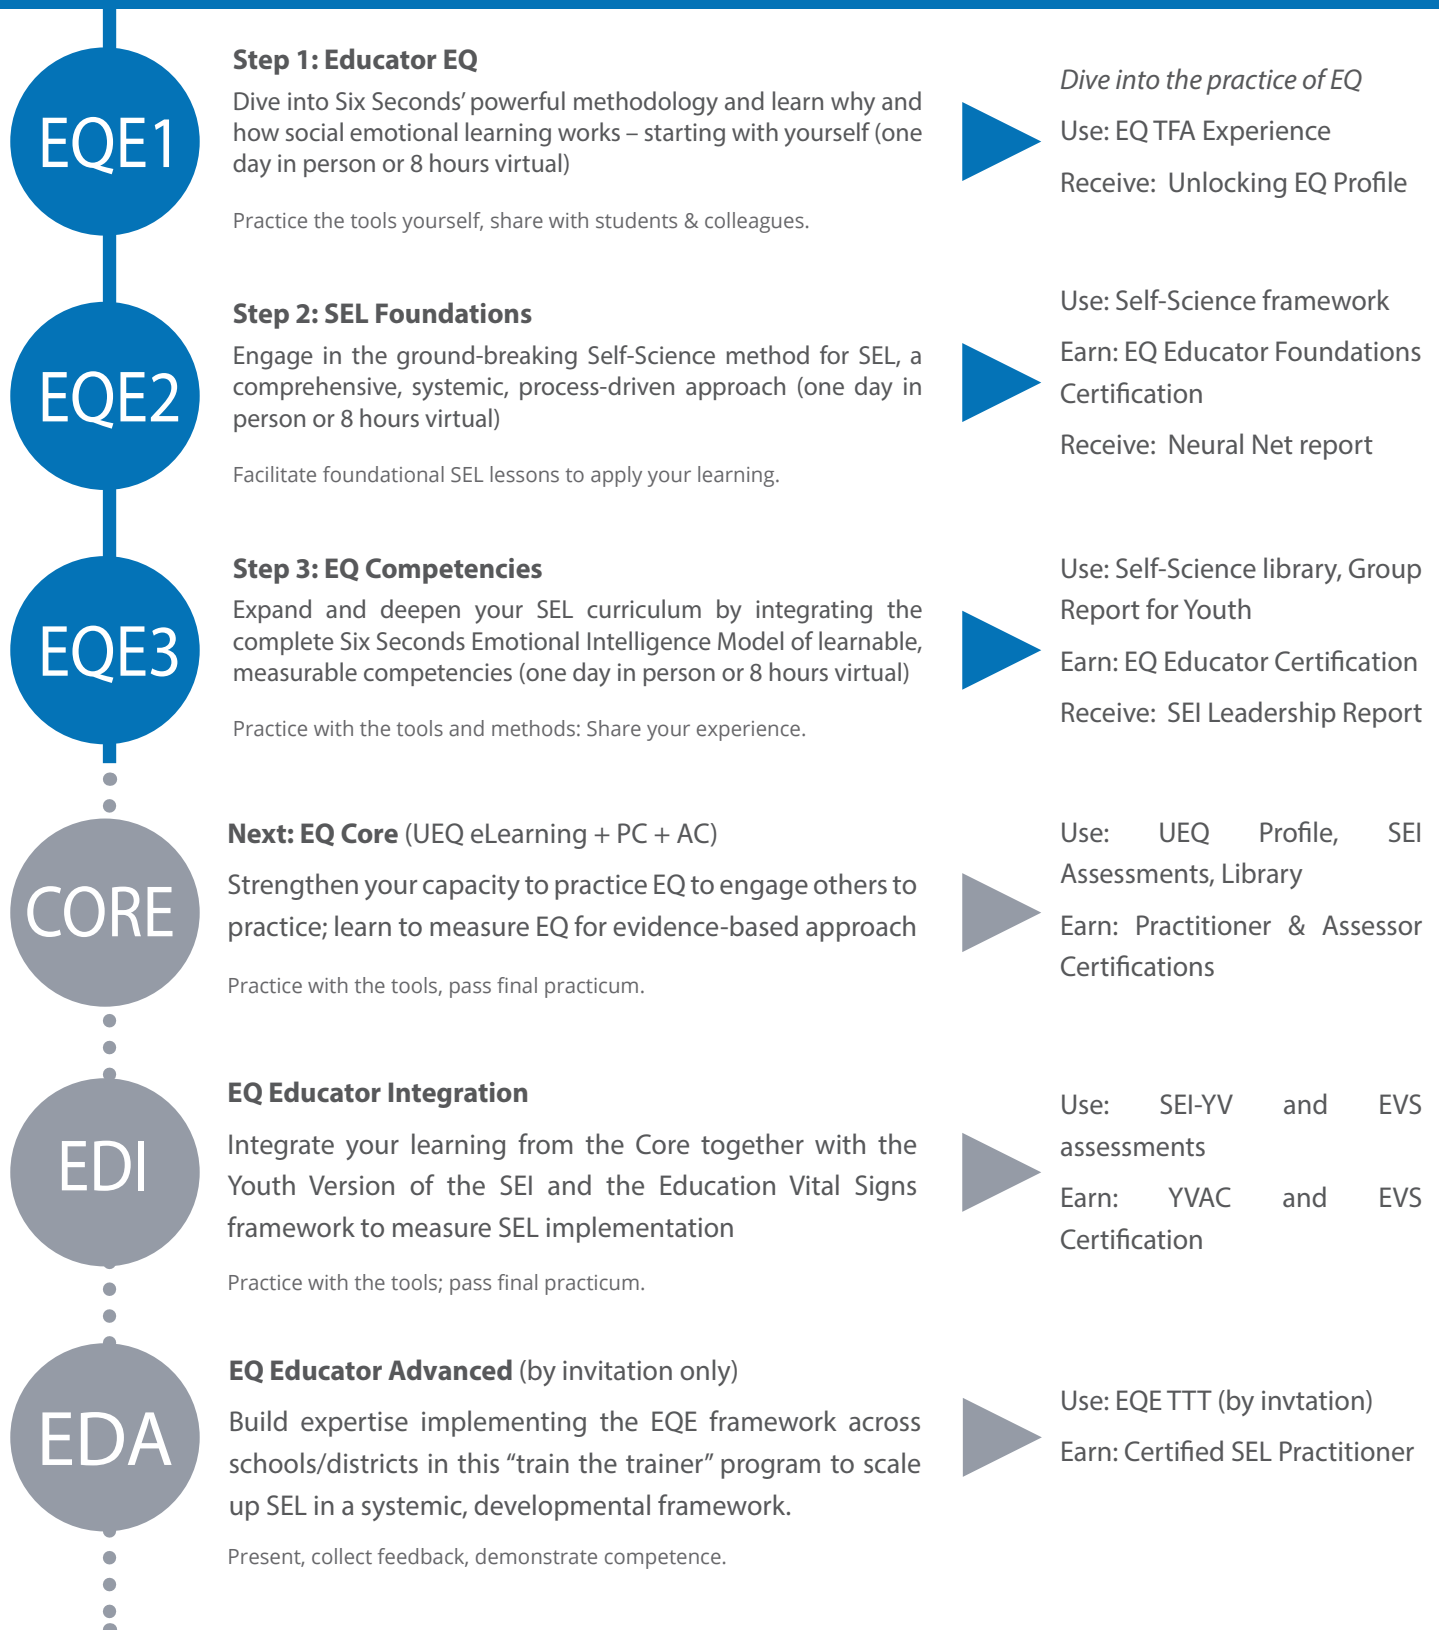 EQE1
Step 1: Educator EQ
Dive into Six Seconds’ powerful methodology and learn why and
how social emotional learning works – starting with yourself (one
day in person or 8 hours virtual)
Practice the tools yourself, share with students & colleagues.
Dive into the practice of EQ
Use: EQ TFA Experience
Receive: Unlocking EQ Profile
EQE2
Step 2: SEL Foundations
Engage in the ground-breaking Self-Science method for SEL, a
comprehensive, systemic, process-driven approach (one day in
person or 8 hours virtual)
Facilitate foundational SEL lessons to apply your learning.
Use: Self-Science framework
Earn: EQ Educator Foundations
Certification
Receive: Neural Net report
EQE3
Step 3: EQ Competencies
Expand and deepen your SEL curriculum by integrating the
complete Six Seconds Emotional Intelligence Model of learnable,
measurable competencies (one day in person or 8 hours virtual)
Practice with the tools and methods: Share your experience.
Use: Self-Science library, Group
Report for Youth
Earn: EQ Educator Certification
Receive: SEI Leadership Report
CORE
Next: EQ Core (UEQ eLearning + PC + AC)
Strengthen your capacity to practice EQ to engage others to
practice; learn to measure EQ for evidence-based approach
Practice with the tools, pass final practicum.
Use: UEQ Profile, SEI
Assessments, Library
Earn: Practitioner & Assessor
Certifications
EDI
EQ Educator Integration
Integrate your learning from the Core together with the
Youth Version of the SEI and the Education Vital Signs
framework to measure SEL implementation
Practice with the tools; pass final practicum.
Use: SEI-YV and EVS
assessments
Earn: YVAC and EVS
Certification
EDA
EQ Educator Advanced (by invitation only)
Build expertise implementing the EQE framework across
schools/districts in this “train the trainer” program to scale
up SEL in a systemic, developmental framework.
Present, collect feedback, demonstrate competence.
Use: EQE TTT (by invtation)
Earn: Certified SEL Practitioner